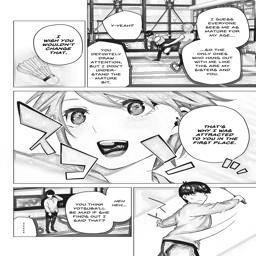 I GUESS
EVERYONE
SEES ME AS
MATURE FOR
MY AGE...
...SO THE
ONLY ONES
WHO HANG OUT
WITH ME LIKE
THIS ARE MY
SISTERS AND
YOU.
Y-YEAH?
YOU
DEFINITELY
DRAW
ATTENTION,
BUT I DIDN'T
UNDER-
STAND THE
MATURE
BIT.
I
WISH YOU
WOULDN'T
CHANGE
THAT.
THAT'S
WHY I WAS
ATTRACTED
TO YOU IN THE
FIRST PLACE.
HEH
HEH...
YOU THINK
YOTSUBA'LL
BE MAD IF SHE
FINDS OUT I
SAID THAT?